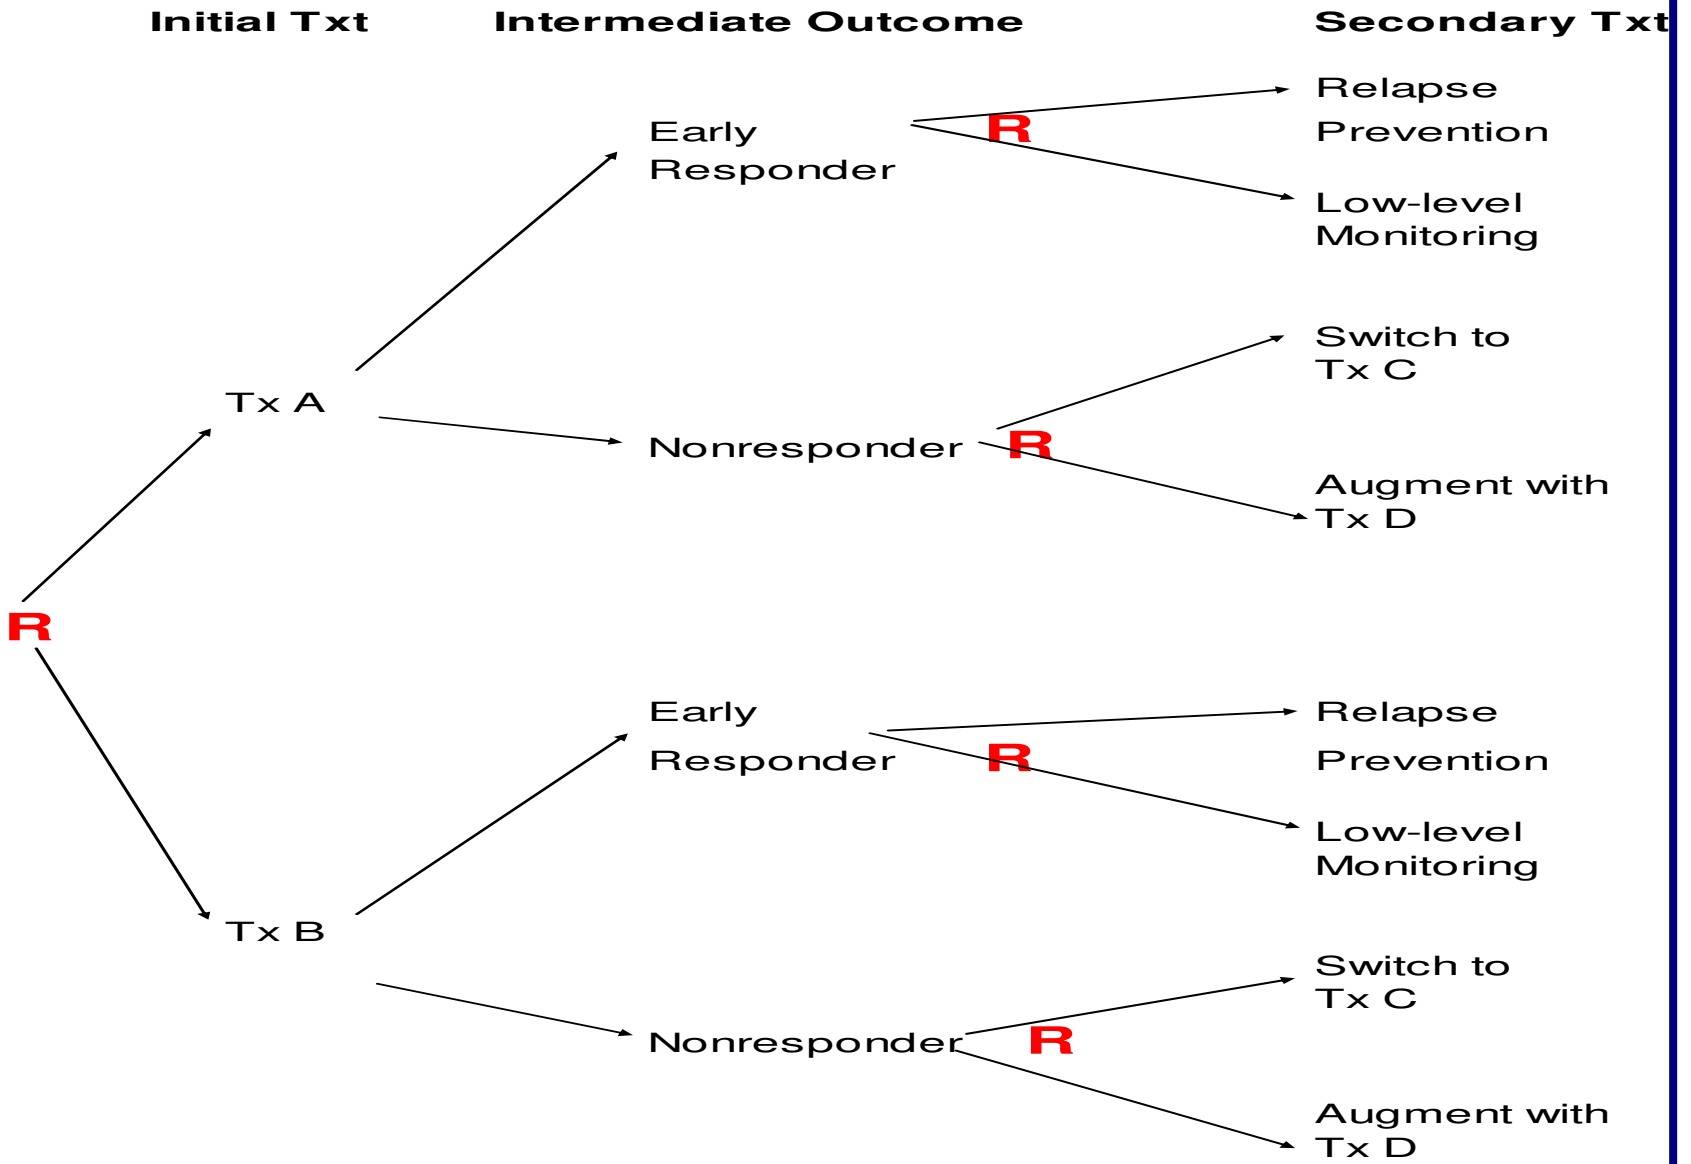 Initial Txt Intermediate Outcome Secondary Txt
Relapse
Early R Prevention
Responder
Low-level
Monitoring
Switch to
Tx C
Tx A
Nonresponder R
Augment with
Tx D
R
Early Relapse
Responder R Prevention
Low-level
Monitoring
Tx B
Switch to
Tx C
Nonresponder R
Augment with
Tx D